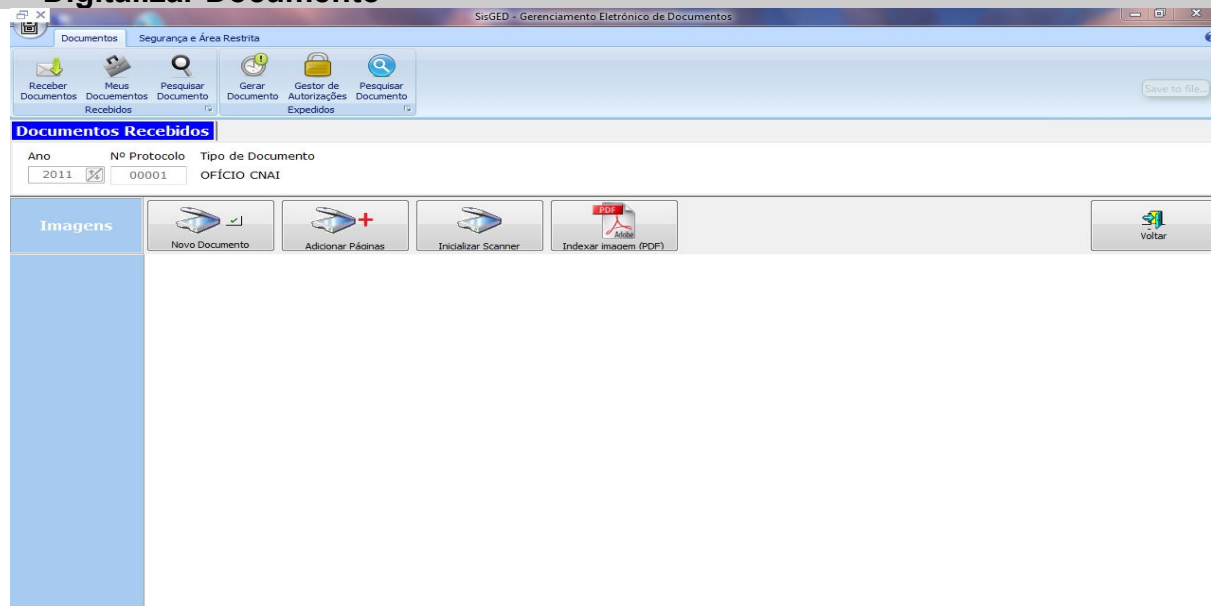 Digitalizar Documento
SisGED - Gerenciamento Eletrônico de Documentos
Documentos
Segurança e Área Restrita
Receber Documentos
Meus Docuementos
Pesquisar Documento
Gerar Documento
Gestor de Autorizações
Pesquisar Documento
Save to file...
Recebidos
Expedidos
Documentos Recebidos
Ano Nº Protocolo Tipo de Documento
2011 00001 OFÍCIO CNAI
Imagens
Novo Documento
Adicionar Páginas
Inicializar Scanner
PDF
Adobe
Indexar imagem (PDF)
Voltar